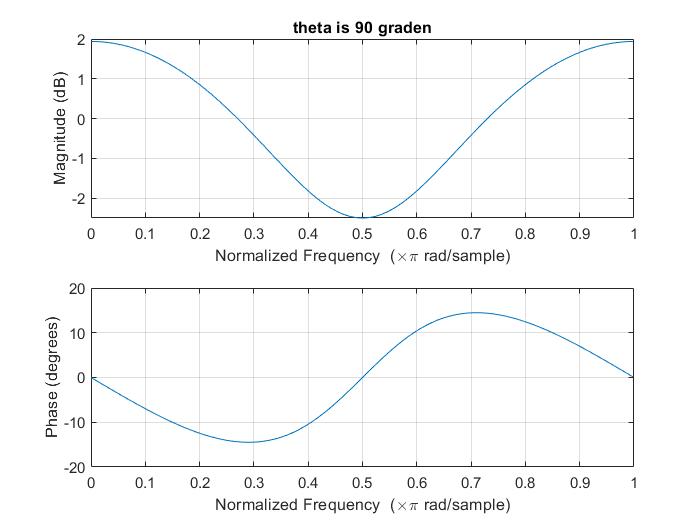 theta is 90 graden
Magnitude (dB)
2
1
0
-1
-2
0 0.1 0.2 0.3 0.4 0.5 0.6 0.7 0.8 0.9 1
Normalized Frequency (×π rad/sample)
Phase (degrees)
20
10
0
-10
-20
0 0.1 0.2 0.3 0.4 0.5 0.6 0.7 0.8 0.9 1
Normalized Frequency (×π rad/sample)